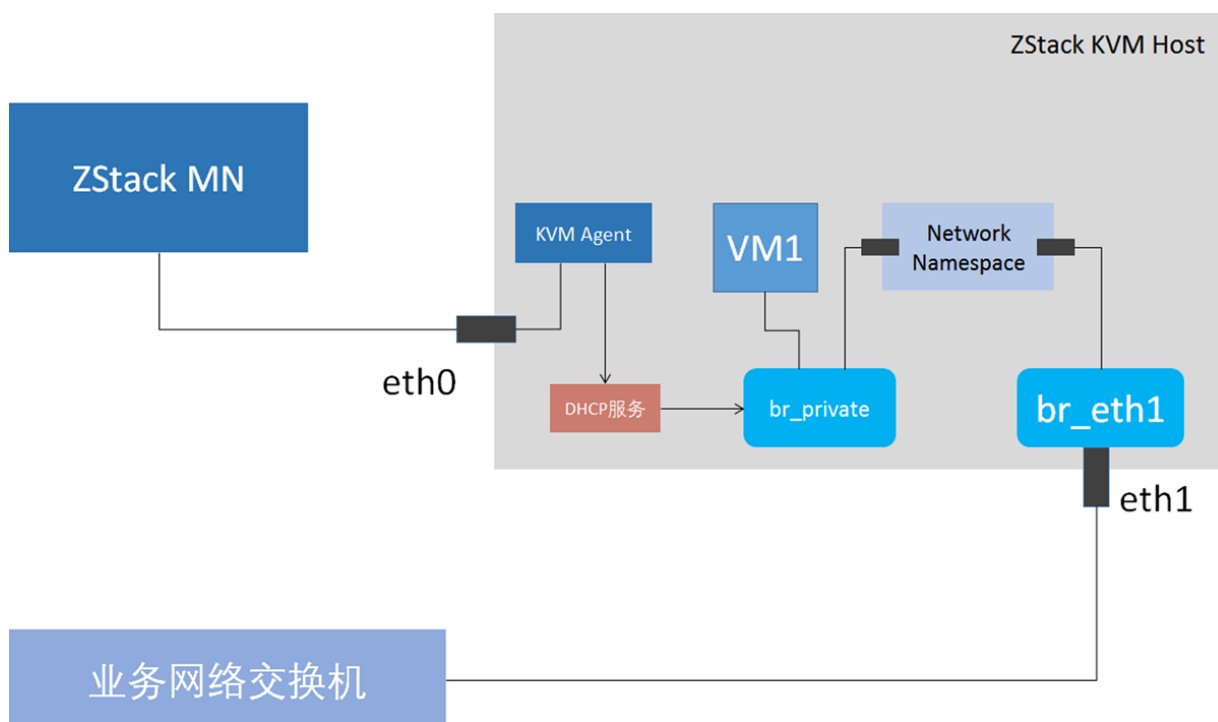 ZStack KVM Host
ZStack MN
KVM Agent
VM1
Network
Namespace
eth0
DHCP服务
br_private
br_eth1
eth1
业务网络交换机